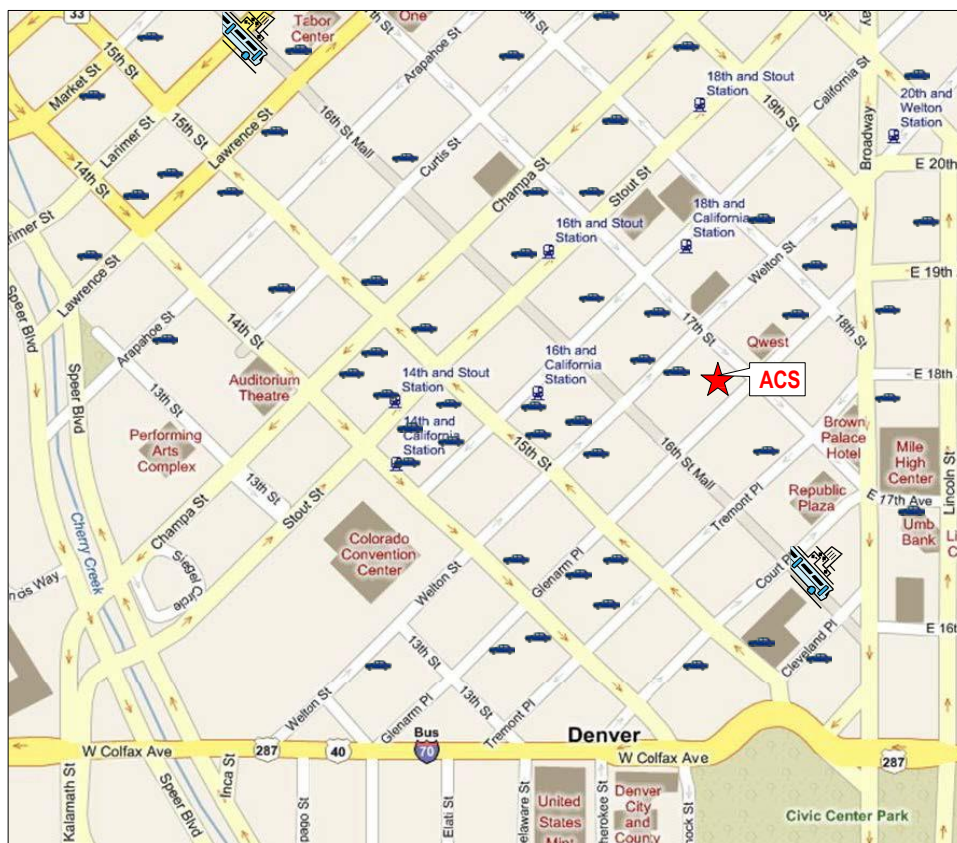 33
Tabor
Center
One
15th St
Market St
Arapahoe St
17th St
18th and Stout
Station
California St
Broadway
20th and
Welton
Station
19th St
Larimer St
15th St
Lawrence St
16th St Mall
Curtis St
14th St
E 20th
Champa St
Stout St
16th and Stout
Station
18th and
California
Station
Welton St
E 19th
Lawrence St
Speer Blvd
Arapahoe St
14th St
17th St
18th St
Qwest
ACS
E 18th
Speer Blvd
13th St
Auditorium
Theatre
14th and Stout
Station
16th and
California
Station
14th and
California
Station
Performing
Arts
Complex
15th St
16th St Mall
Brown
Palace
Hotel
Mile
High
Center
Lincoln St
13th St
Stout St
Champa St
Tremont Pl
Republic
Plaza
E 17th Ave
Umb
Bank
Cherry Creek
Siegel Circle
Colorado
Convention
Center
Welton St
Glenarm Pl
Cleveland Pl
E 16th
13th St
13th St
Welton St
Glenarm Pl
Tremont Pl
W Colfax Ave
287
40
Bus
70
Denver
W Colfax Ave
287
Kalamath St
Speer Blvd
Inca St
Elati St
United
States
Mint
Denver
City
and
County
Civic Center Park